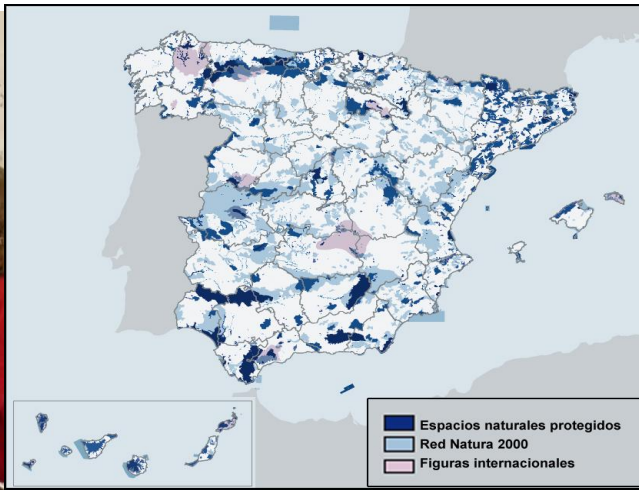 Espacios naturales protegidos
Red Natura 2000
Figuras internacionales